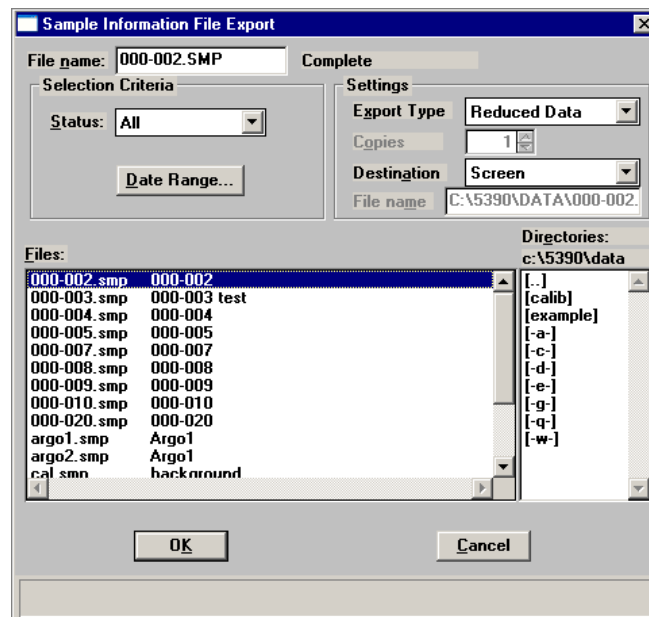 Sample Information File Export
File name: 000-002.SMP Complete
Selection Criteria
Status: All
Date Range...
Settings
Export Type Reduced Data
Copies 1
Destination Screen
File name C:\5390\DATA\000-002.
Files:
000-002.smp 000-002
000-003.smp 000-003 test
000-004.smp 000-004
000-005.smp 000-005
000-007.smp 000-007
000-008.smp 000-008
000-009.smp 000-009
000-010.smp 000-010
000-020.smp 000-020
argo1.smp Argo1
argo2.smp Argo1
cal.smp background
Directories:
c:\5390\data
[..]
[calib]
[example]
[-a-]
[-c-]
[-d-]
[-e-]
[-g-]
[-q-]
[-w-]
OK
Cancel